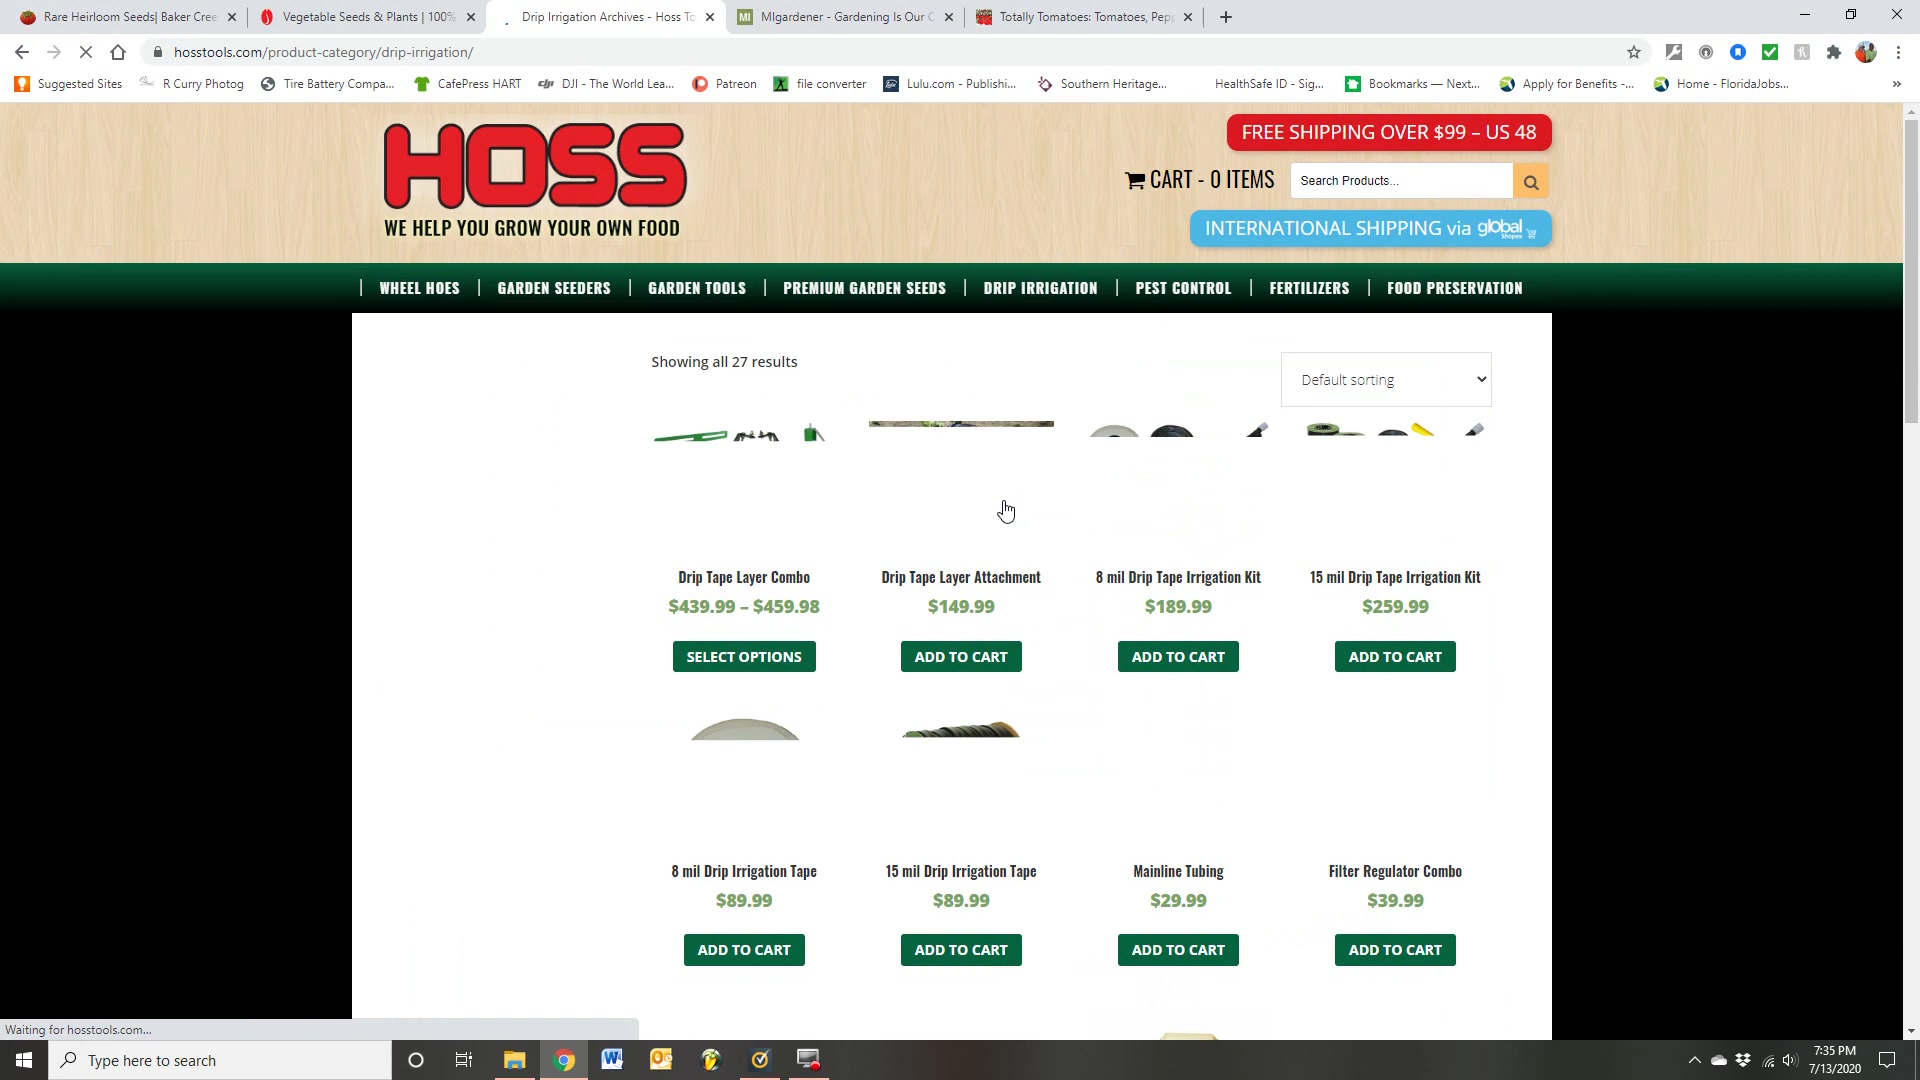 Rare Heirloom Seeds| Baker Cree
Vegetable Seeds & Plants | 100%
Drip Irrigation Archives - Hoss To
MI
MIgardener - Gardening Is Our C
Totally Tomatoes: Tomatoes, Pepp
hosstools.com/product-category/drip-irrigation/
Suggested Sites
R Curry Photog
Tire Battery Compa...
CafePress HART
DJI - The World Lea...
Patreon
file converter
Lulu.com - Publishi...
Southern Heritage...
HealthSafe ID - Sig...
Bookmarks — Next...
Apply for Benefits -...
Home - FloridaJobs...
HOSS
WE HELP YOU GROW YOUR OWN FOOD
FREE SHIPPING OVER $99 – US 48
CART - 0 ITEMS
Search Products...
INTERNATIONAL SHIPPING via global
WHEEL HOES
GARDEN SEEDERS
GARDEN TOOLS
PREMIUM GARDEN SEEDS
DRIP IRRIGATION
PEST CONTROL
FERTILIZERS
FOOD PRESERVATION
Showing all 27 results
Default sorting
Drip Tape Layer Combo
$439.99 – $459.98
SELECT OPTIONS
Drip Tape Layer Attachment
$149.99
ADD TO CART
8 mil Drip Tape Irrigation Kit
$189.99
ADD TO CART
15 mil Drip Tape Irrigation Kit
$259.99
ADD TO CART
8 mil Drip Irrigation Tape
$89.99
ADD TO CART
15 mil Drip Irrigation Tape
$89.99
ADD TO CART
Mainline Tubing
$29.99
ADD TO CART
Filter Regulator Combo
$39.99
ADD TO CART
Waiting for hosstools.com...
Type here to search
7:35 PM
7/13/2020